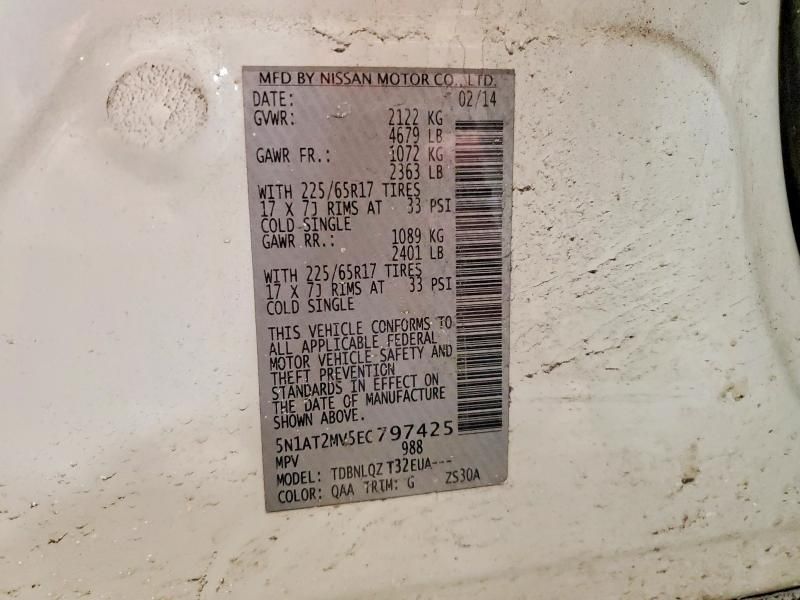 MFD BY NISSAN MOTOR CO., LTD.
DATE: 02/14
GVWR: 2122 KG
4679 LB
GAWR FR.: 1072 KG
2363 LB
WITH 225/65R17 TIRES
17 X 7J RIMS AT 33 PSI
COLD SINGLE
GAWR RR.: 1089 KG
2401 LB
WITH 225/65R17 TIRES
17 X 7J RIMS AT 33 PSI
COLD SINGLE
THIS VEHICLE CONFORMS TO
ALL APPLICABLE FEDERAL
MOTOR VEHICLE SAFETY AND
THEFT PREVENTION
STANDARDS IN EFFECT ON
THE DATE OF MANUFACTURE
SHOWN ABOVE.
5N1AT2MV5EC797425
MPV 988
MODEL: TDBNLQZ T32EUA---
COLOR: QAA TRIM: G ZS30A